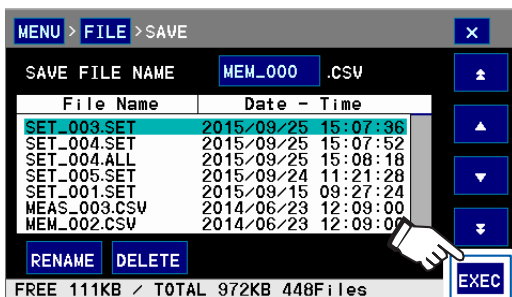 MENU > FILE >SAVE ×
SAVE FILE NAME MEM_000 .CSV
File Name Date - Time
SET_003.SET 2015/09/25 15:07:36
SET_004.SET 2015/09/25 15:07:52
SET_004.ALL 2015/09/25 15:08:18
SET_005.SET 2015/09/24 11:21:28
SET_001.SET 2015/09/15 09:27:24
MEAS_003.CSV 2014/06/23 12:09:00
MEM_002.CSV 2014/06/23 12:09:00
RENAME DELETE EXEC
FREE 111KB / TOTAL 972KB 448Files